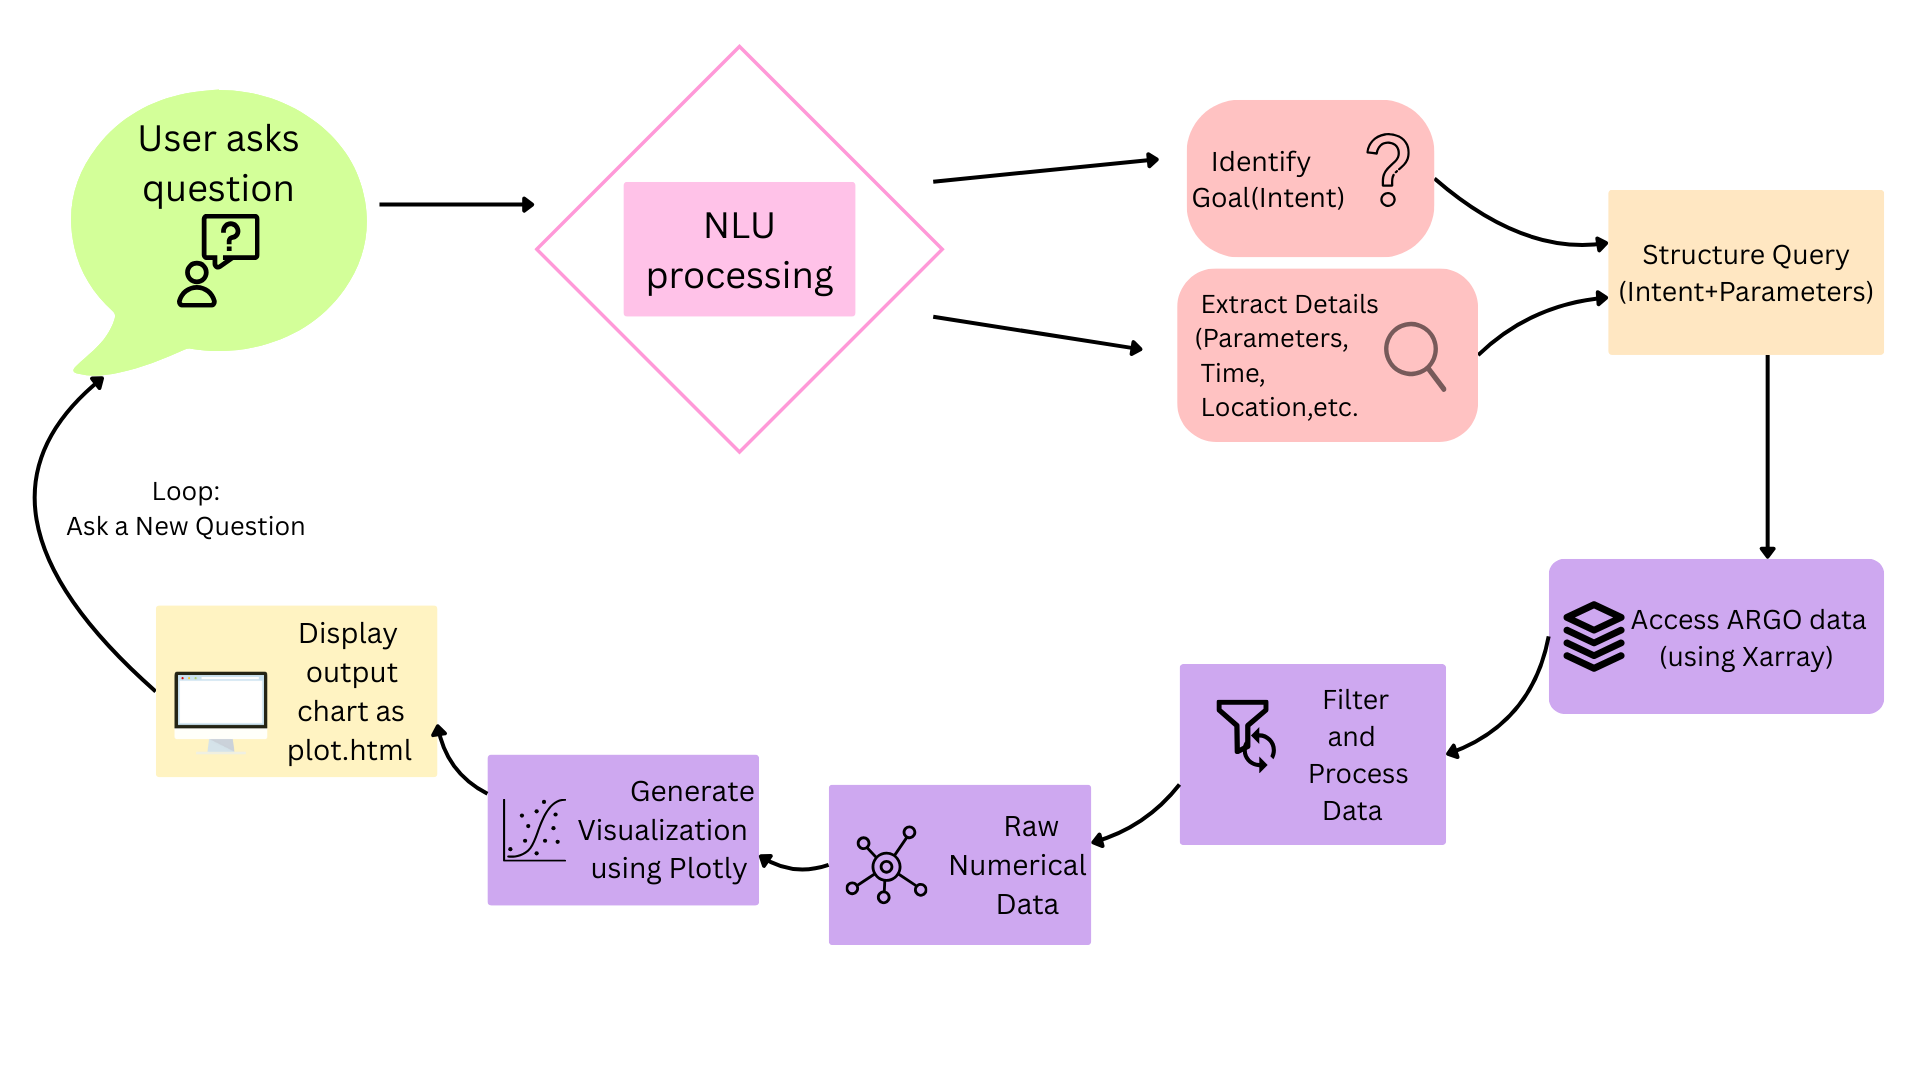 User asks
question
?
NLU
processing
Identify
Goal(Intent)
Extract Details
(Parameters,
Time,
Location,etc.
Structure Query
(Intent+Parameters)
Access ARGO data
(using Xarray)
Filter
and
Process
Data
Raw
Numerical
Data
Generate
Visualization
using Plotly
Display
output
chart as
plot.html
Loop:
Ask a New Question